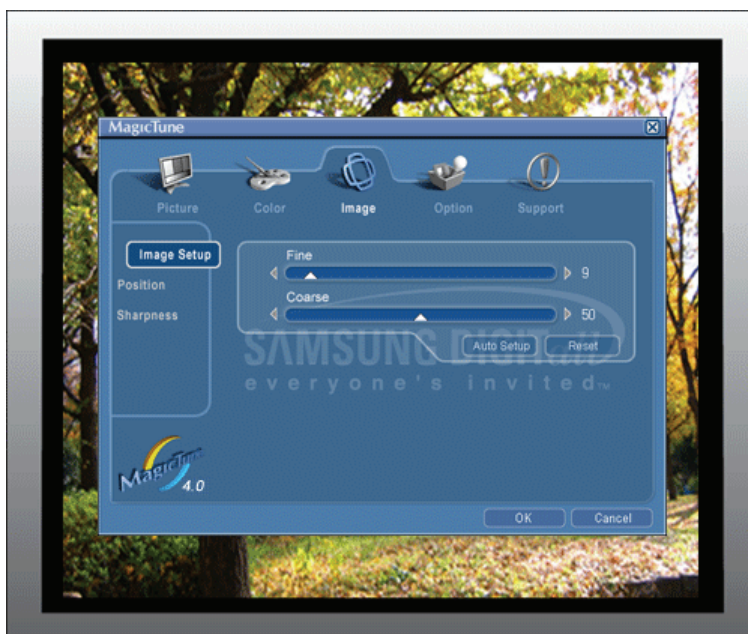 MagicTune
Picture Color Image Option Support
Image Setup
Position
Sharpness
Fine
9
Coarse
50
Auto Setup Reset
SAMSUNG DIGITall
everyone's invited™
MagicTune 4.0
OK Cancel